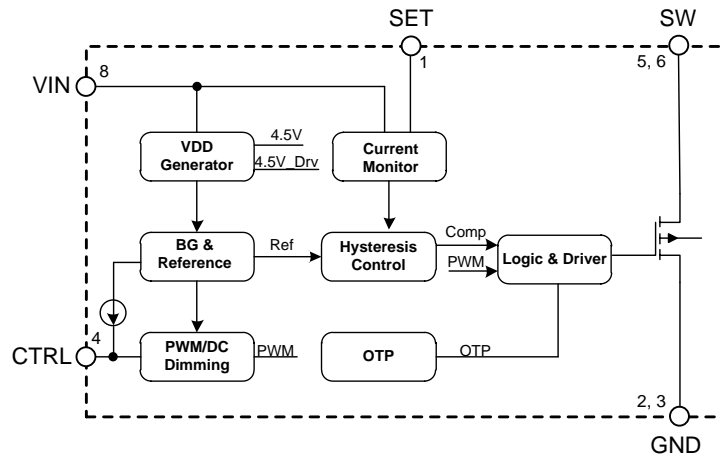 SET
SW
1
5, 6
VIN
8
VDD
Generator
4.5V
4.5V_Drv
Current
Monitor
BG &
Reference
Ref
Hysteresis
Control
Comp
PWM
Logic & Driver
CTRL
4
PWM/DC
Dimming
PWM
OTP
OTP
2, 3
GND